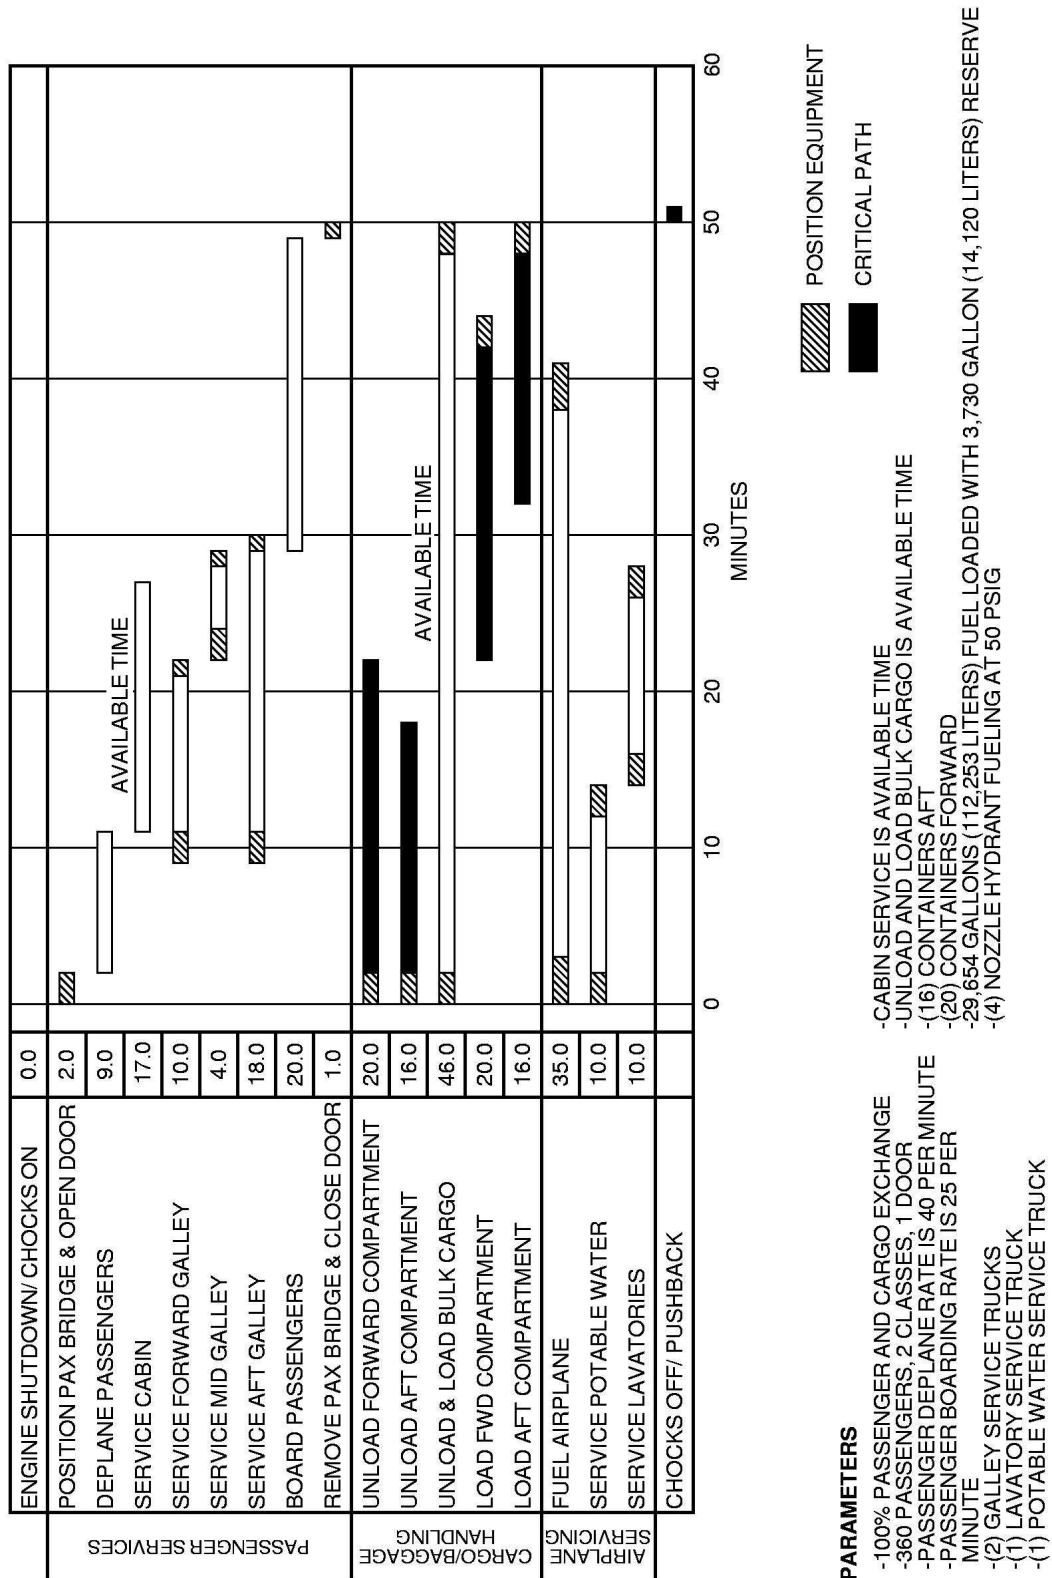 PASSENGER SERVICES
CARGO/BAGGAGE
HANDLING
AIRPLANE
SERVICING
ENGINE SHUTDOWN/ CHOCKS ON 0.0
POSITION PAX BRIDGE & OPEN DOOR 2.0
DEPLANE PASSENGERS 9.0
SERVICE CABIN 17.0
AVAILABLE TIME
SERVICE FORWARD GALLEY 10.0
SERVICE MID GALLEY 4.0
SERVICE AFT GALLEY 18.0
BOARD PASSENGERS 20.0
REMOVE PAX BRIDGE & CLOSE DOOR 1.0
UNLOAD FORWARD COMPARTMENT 20.0
UNLOAD AFT COMPARTMENT 16.0
AVAILABLE TIME
UNLOAD & LOAD BULK CARGO 46.0
LOAD FWD COMPARTMENT 20.0
LOAD AFT COMPARTMENT 16.0
FUEL AIRPLANE 35.0
SERVICE POTABLE WATER 10.0
SERVICE LAVATORIES 10.0
CHOCKS OFF/ PUSHBACK
0 10 20 30 40 50 60
MINUTES
POSITION EQUIPMENT
CRITICAL PATH
PARAMETERS
-100% PASSENGER AND CARGO EXCHANGE
-360 PASSENGERS, 2 CLASSES, 1 DOOR
-PASSENGER DEPLANE RATE IS 40 PER MINUTE
-PASSENGER BOARDING RATE IS 25 PER
MINUTE
-(2) GALLEY SERVICE TRUCKS
-(1) LAVATORY SERVICE TRUCK
-(1) POTABLE WATER SERVICE TRUCK
-CABIN SERVICE IS AVAILABLE TIME
-UNLOAD AND LOAD BULK CARGO IS AVAILABLE TIME
-(16) CONTAINERS AFT
-(20) CONTAINERS FORWARD
-29,654 GALLONS (112,253 LITERS) FUEL LOADED WITH 3,730 GALLON (14,120 LITERS) RESERVE
-(4) NOZZLE HYDRANT FUELING AT 50 PSIG